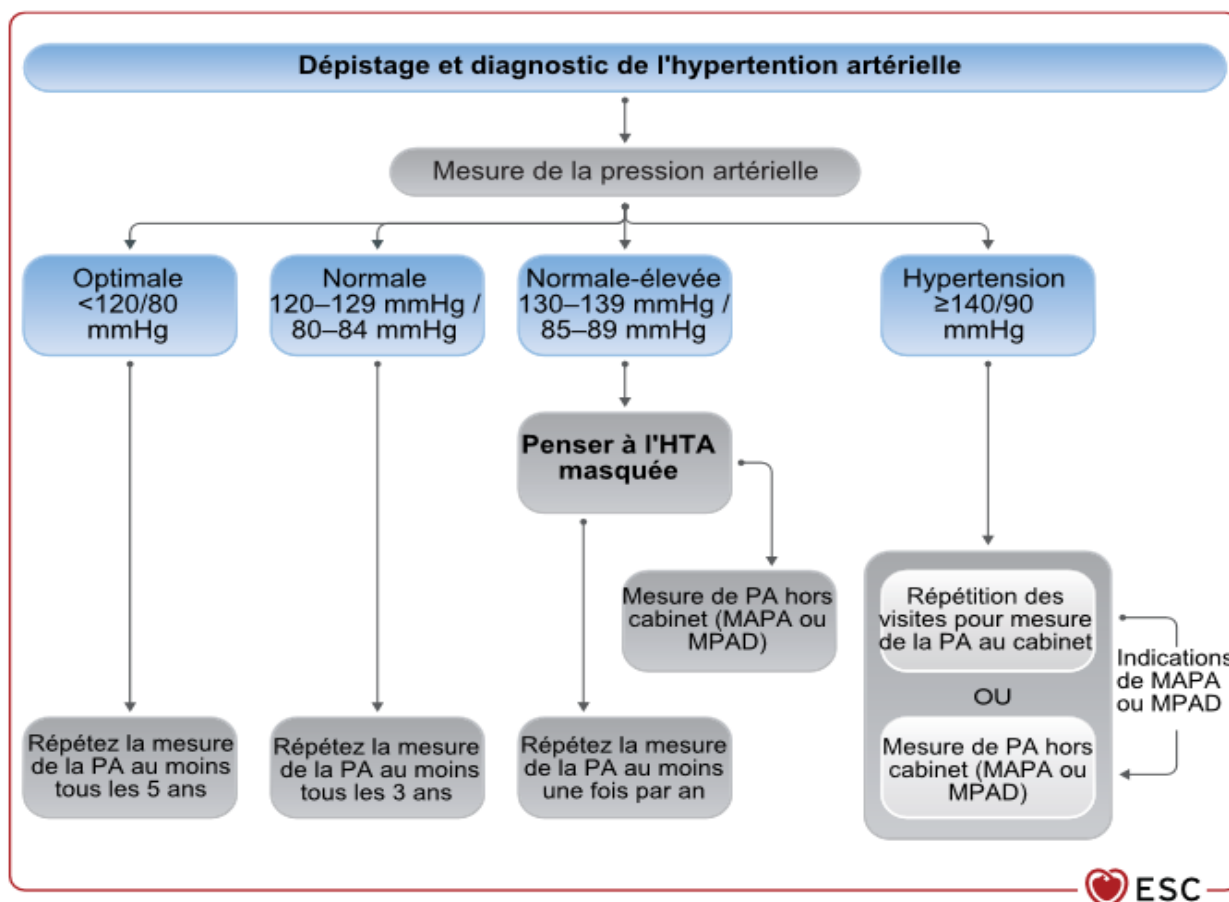 Dépistage et diagnostic de l'hypertention artérielle
Mesure de la pression artérielle
Optimale
<120/80
mmHg
Normale
120–129 mmHg /
80–84 mmHg
Normale-élevée
130–139 mmHg /
85–89 mmHg
Hypertension
≥140/90
mmHg
Penser à l'HTA
masquée
Mesure de PA hors
cabinet (MAPA ou
MPAD)
Répétition des
visites pour mesure
de la PA au cabinet
OU
Mesure de PA hors
cabinet (MAPA ou
MPAD)
Indications
de MAPA
ou MPAD
Répétez la mesure
de la PA au moins
tous les 5 ans
Répétez la mesure
de la PA au moins
tous les 3 ans
Répétez la mesure
de la PA au moins
une fois par an
ESC